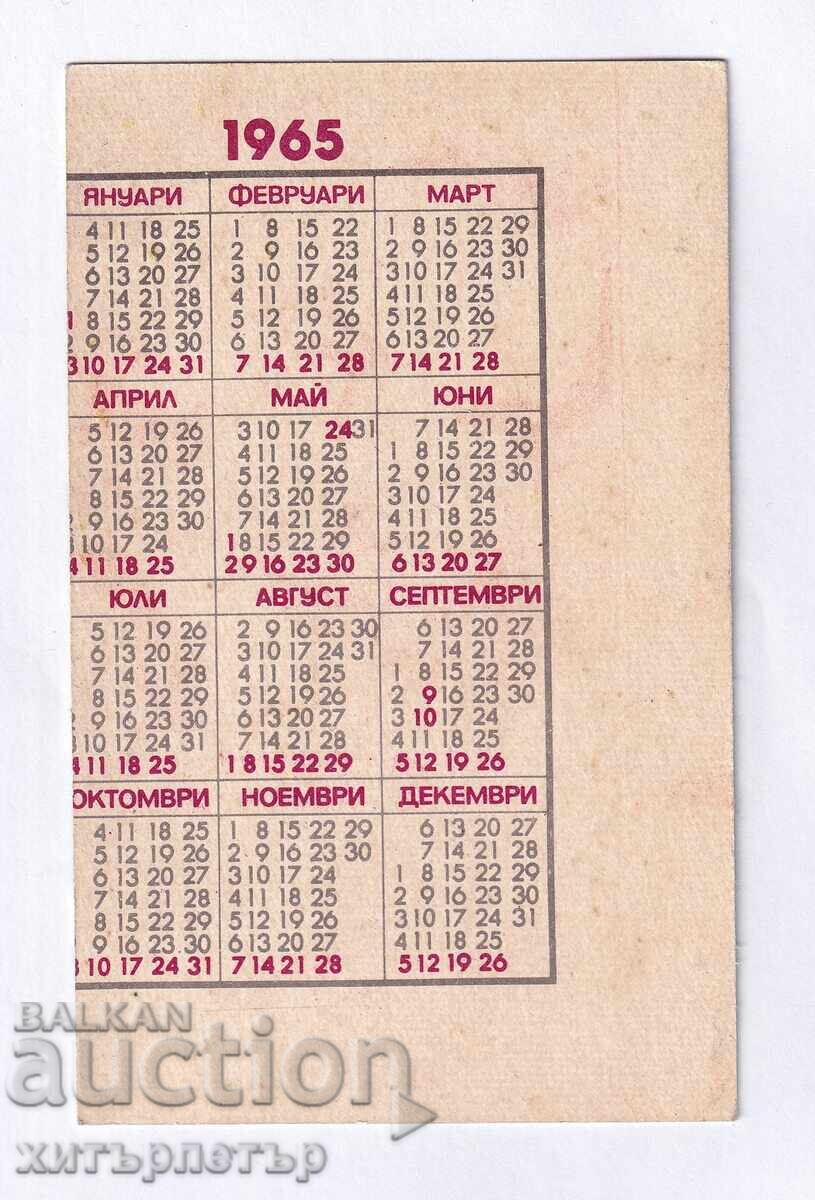 1965
ЯНУАРИ ФЕВРУАРИ МАРТ
4 11 18 25 1 8 15 22 1 8 15 22 29
5 12 19 26 2 9 16 23 2 9 16 23 30
6 13 20 27 3 10 17 24 3 10 17 24 31
7 14 21 28 4 11 18 25 4 11 18 25
1 8 15 22 29 5 12 19 26 5 12 19 26
2 9 16 23 30 6 13 20 27 6 13 20 27
3 10 17 24 31 7 14 21 28 7 14 21 28
АПРИЛ МАЙ ЮНИ
5 12 19 26 3 10 17 24 31 7 14 21 28
6 13 20 27 4 11 18 25 1 8 15 22 29
7 14 21 28 5 12 19 26 2 9 16 23 30
8 15 22 29 6 13 20 27 3 10 17 24
2 9 16 23 30 7 14 21 28 4 11 18 25
3 10 17 24 1 8 15 22 29 5 12 19 26
4 11 18 25 2 9 16 23 30 6 13 20 27
ЮЛИ АВГУСТ СЕПТЕМВРИ
5 12 19 26 2 9 16 23 30 6 13 20 27
6 13 20 27 3 10 17 24 31 7 14 21 28
7 14 21 28 4 11 18 25 1 8 15 22 29
8 15 22 29 5 12 19 26 2 9 16 23 30
2 9 16 23 30 6 13 20 27 3 10 17 24
3 10 17 24 31 7 14 21 28 4 11 18 25
4 11 18 25 1 8 15 22 29 5 12 19 26
ОКТОМВРИ НОЕМВРИ ДЕКЕМВРИ
4 11 18 25 1 8 15 22 29 6 13 20 27
5 12 19 26 2 9 16 23 30 7 14 21 28
6 13 20 27 3 10 17 24 1 8 15 22 29
7 14 21 28 4 11 18 25 2 9 16 23 30
8 15 22 29 5 12 19 26 3 10 17 24 31
2 9 16 23 30 6 13 20 27 4 11 18 25
3 10 17 24 31 7 14 21 28 5 12 19 26
BALKAN
auction
хитърпетър